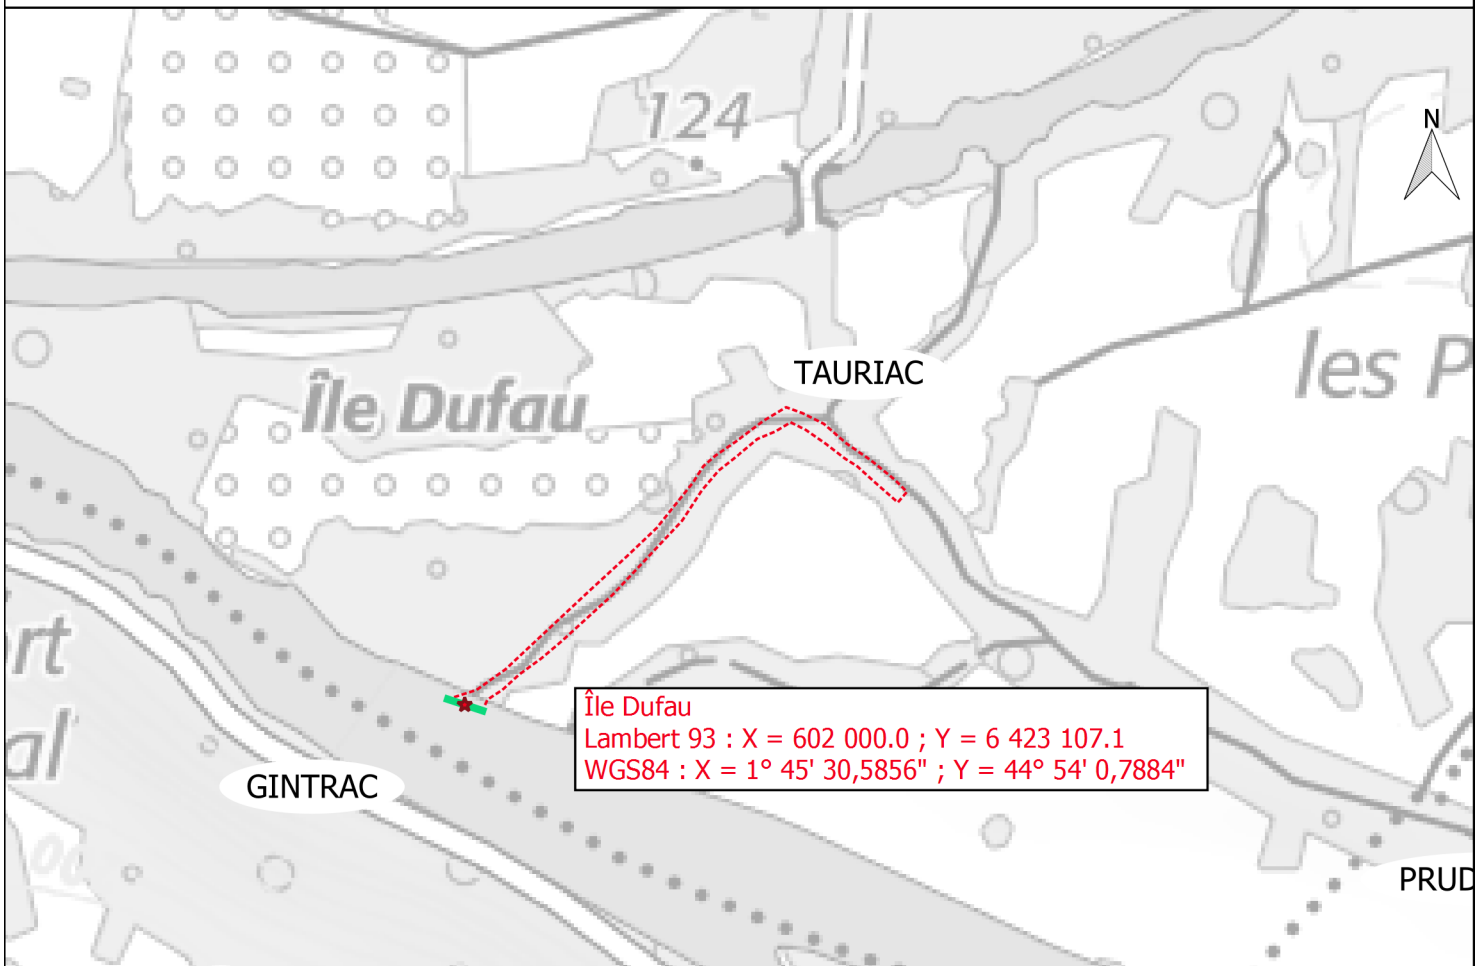 124
N
TAURIAC
les P
Île Dufau
rt
al
Île Dufau
Lambert 93 : X = 602 000.0 ; Y = 6 423 107.1
WGS84 : X = 1° 45' 30,5856" ; Y = 44° 54' 0,7884"
GINTRAC
PRUD